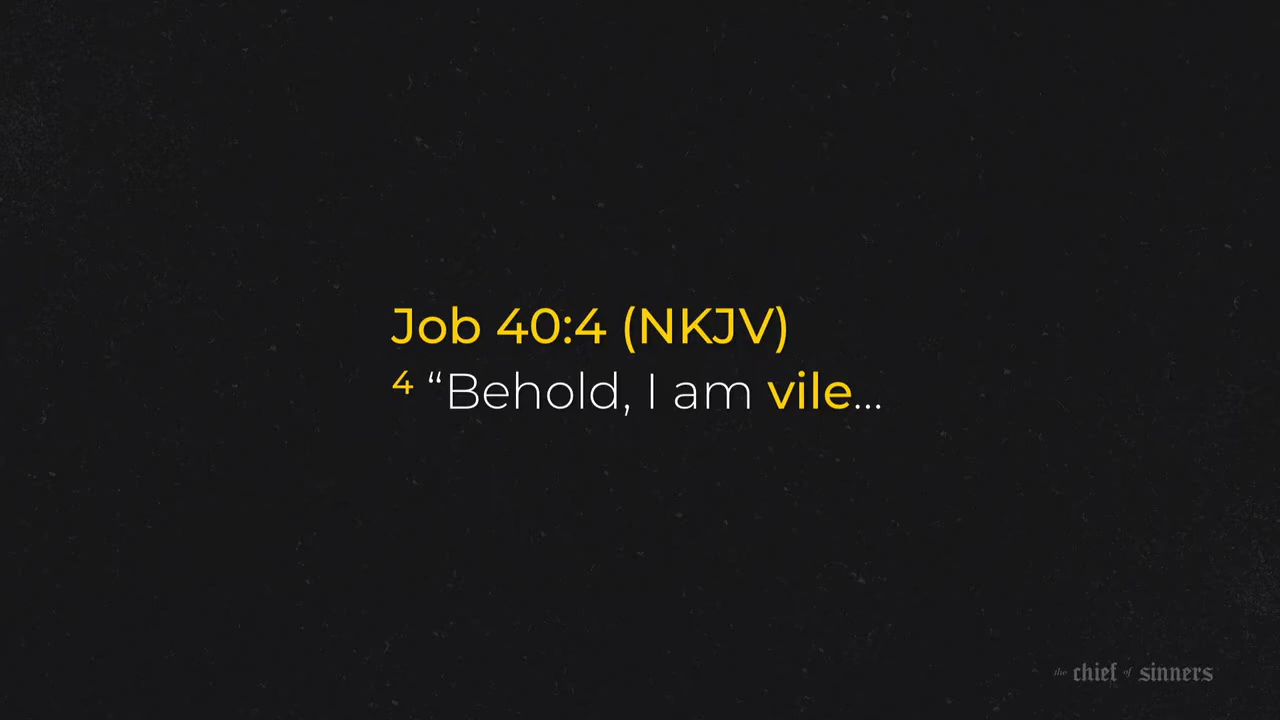 Job 40:4 (NKJV)
4 “Behold, I am vile...
the chief of sinners